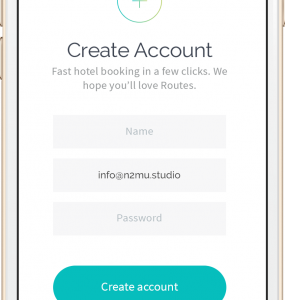 Create Account
Fast hotel booking in a few clicks. We
hope you'll love Routes.
Name
info@n2mu.studio
Password
Create account